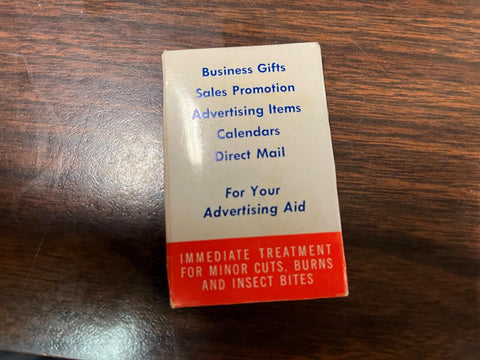 Business Gifts
Sales Promotion
Advertising Items
Calendars
Direct Mail
For Your
Advertising Aid
IMMEDIATE TREATMENT
FOR MINOR CUTS, BURNS
AND INSECT BITES